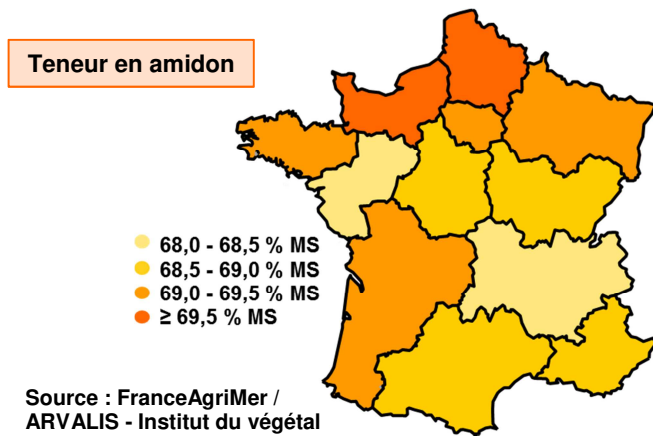 Teneur en amidon
68,0 - 68,5 % MS
68,5 - 69,0 % MS
69,0 - 69,5 % MS
≥ 69,5 % MS
Source : FranceAgriMer /
ARVALIS - Institut du végétal